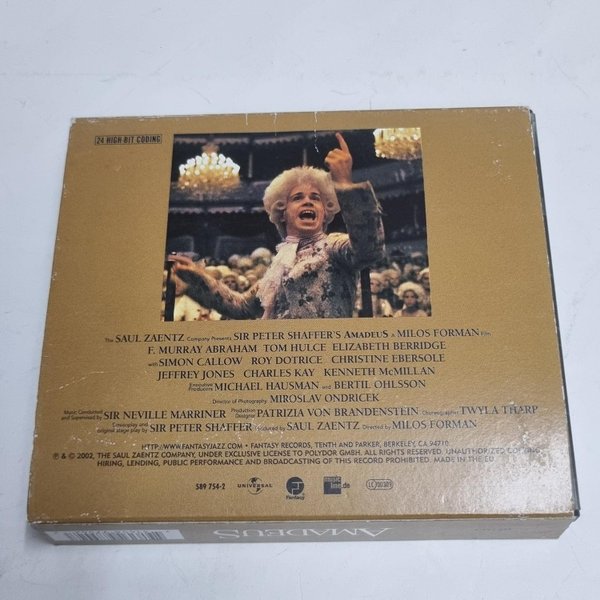 24 HIGH-BIT CODING
The SAUL ZAENTZ Company Presents SIR PETER SHAFFER'S AMADEUS A MILOS FORMAN Film
F. MURRAY ABRAHAM TOM HULCE ELIZABETH BERRIDGE
with SIMON CALLOW ROY DOTRICE CHRISTINE EBERSOLE
JEFFREY JONES CHARLES KAY KENNETH McMILLAN
Executive Producers MICHAEL HAUSMAN and BERTIL OHLSSON
Director of Photography MIROSLAV ONDRICEK
Music Conducted and Supervised by SIR NEVILLE MARRINER Production Designer PATRIZIA VON BRANDENSTEIN Choreographer TWYLA THARP
Screenplay and original stage play by SIR PETER SHAFFER Produced by SAUL ZAENTZ Directed by MILOS FORMAN
HTTP://WWW.FANTASYJAZZ.COM • FANTASY RECORDS, TENTH AND PARKER, BERKELEY, CA 94710
℗ & © 2002, THE SAUL ZAENTZ COMPANY, UNDER EXCLUSIVE LICENSE TO POLYDOR GMBH. ALL RIGHTS RESERVED. UNAUTHORIZED COPYING,
HIRING, LENDING, PUBLIC PERFORMANCE AND BROADCASTING OF THIS RECORD PROHIBITED. MADE IN THE EU
589 754-2 UNIVERSAL Fantasy music line.de
AMADEUS